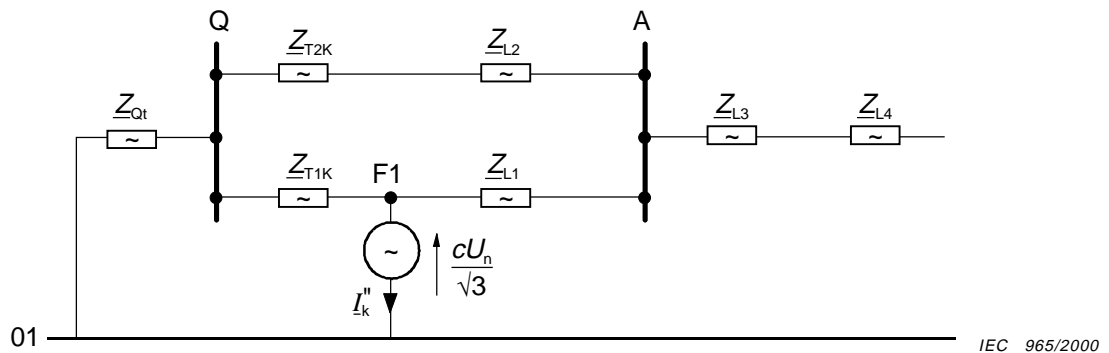 Q
A
Z_T2K
Z_L2
Z_Qt
Z_L3
Z_L4
~
~
~
~
~
Z_T1K
F1
Z_L1
~
~
~
cU_n
√3
I"_k
01
IEC 965/2000